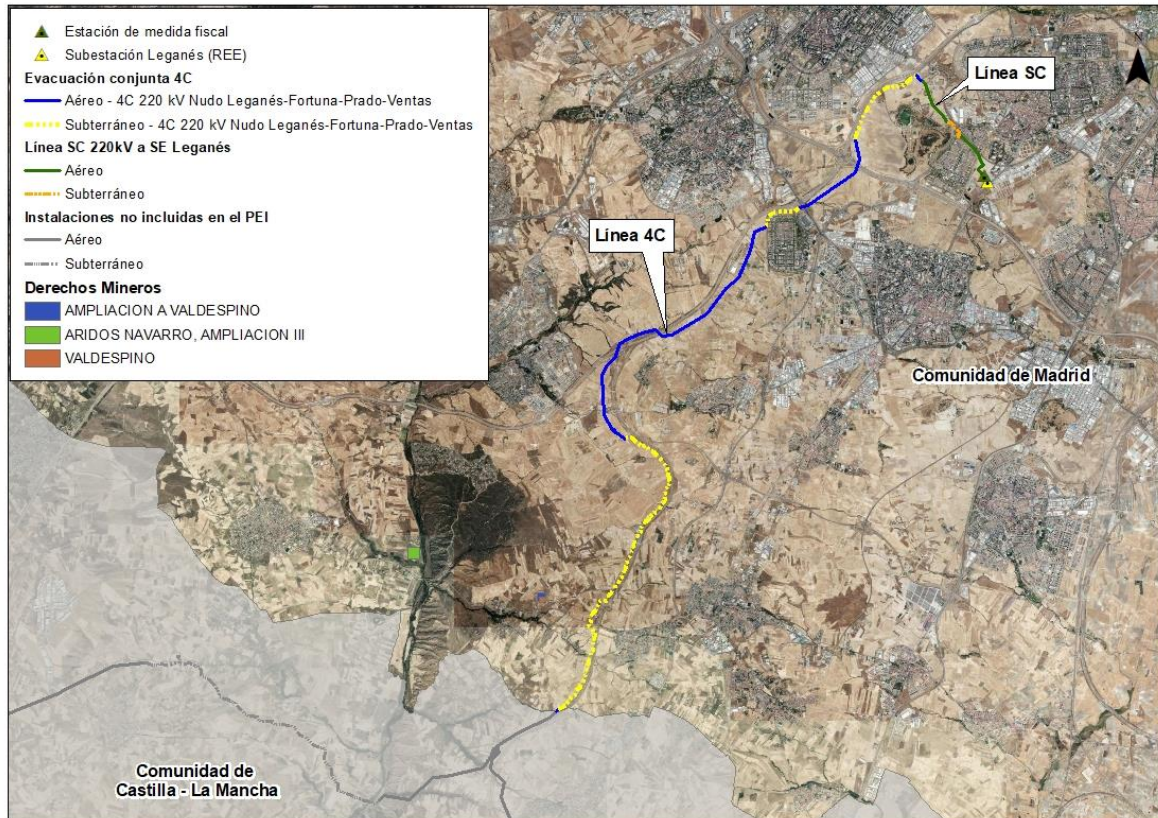 Estación de medida fiscal
Subestación Leganés (REE)
Evacuación conjunta 4C
Aéreo - 4C 220 kV Nudo Leganés-Fortuna-Prado-Ventas
Subterráneo - 4C 220 kV Nudo Leganés-Fortuna-Prado-Ventas
Línea SC 220kV a SE Leganés
Aéreo
Subterráneo
Instalaciones no incluidas en el PEI
Aéreo
Subterráneo
Derechos Mineros
AMPLIACION A VALDESPINO
ARIDOS NAVARRO, AMPLIACION III
VALDESPINO
Línea SC
N
Línea 4C
Comunidad de Madrid
Comunidad de
Castilla - La Mancha